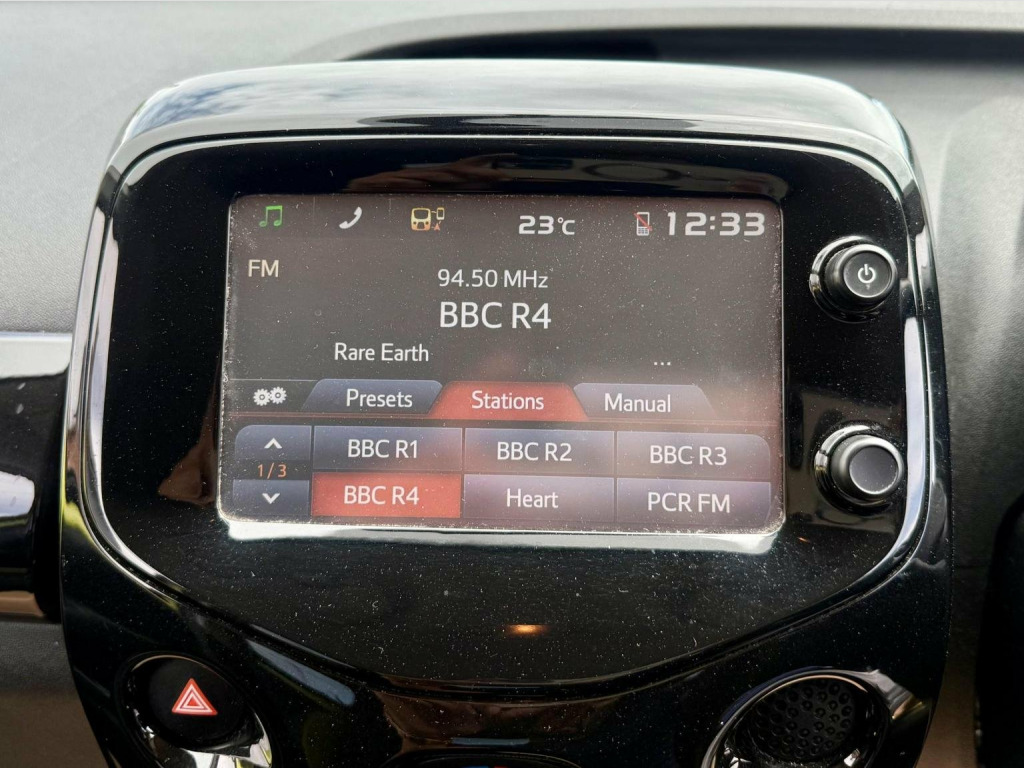 23°C
12:33
FM
94.50 MHz
BBC R4
Rare Earth
...
Presets
Stations
Manual
1/3
BBC R1
BBC R2
BBC R3
BBC R4
Heart
PCR FM